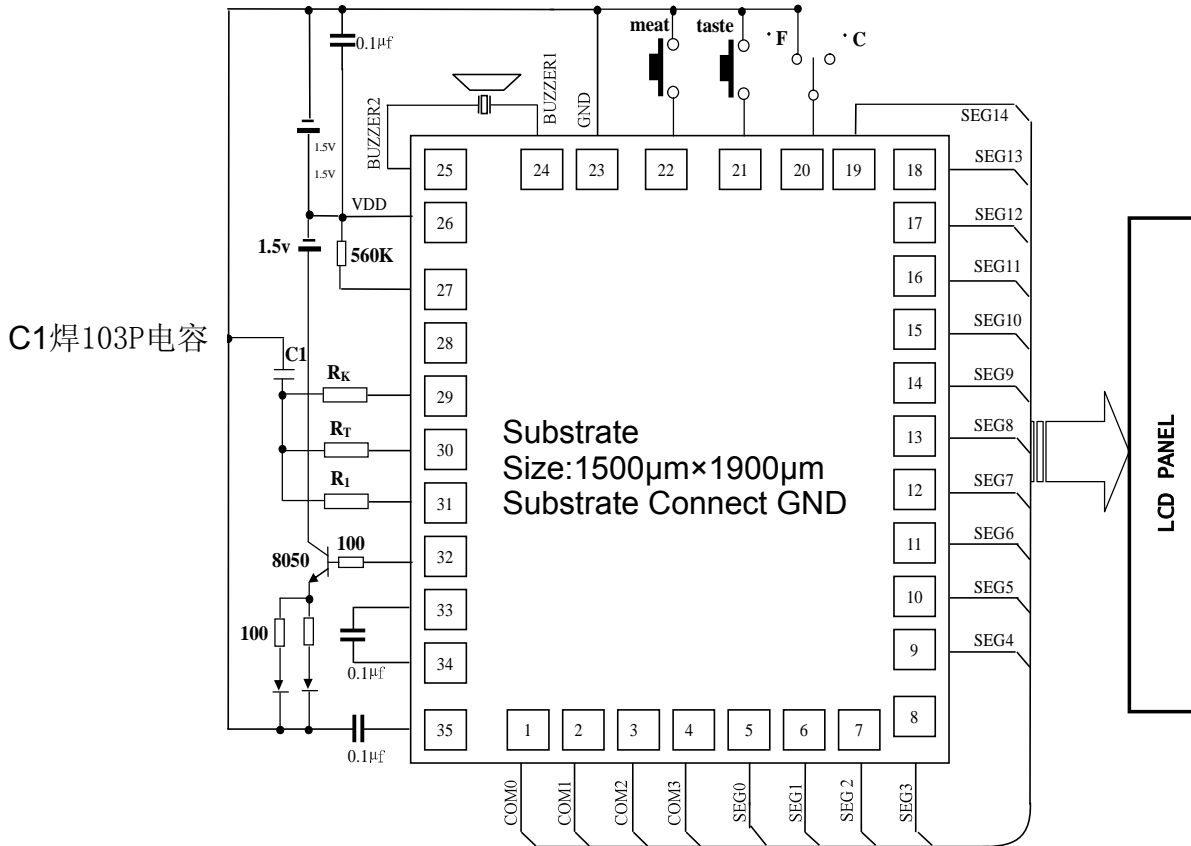 meat
taste
·F
·C
0.1µf
BUZZER2
BUZZER1
GND
SEG14
1.5V
1.5V
25
24
23
22
21
20
19
18
SEG13
VDD
26
17
SEG12
1.5v
560K
27
16
SEG11
C1焊103P电容
28
15
SEG10
C1
RK
29
14
SEG9
RT
30
13
SEG8
Substrate
Size:1500µm×1900µm
Substrate Connect GND
R1
31
12
SEG7
LCD PANEL
8050
100
32
11
SEG6
33
10
SEG5
100
0.1µf
34
9
SEG4
35
1
2
3
4
5
6
7
8
0.1µf
COM0
COM1
COM2
COM3
SEG0
SEG1
SEG 2
SEG3